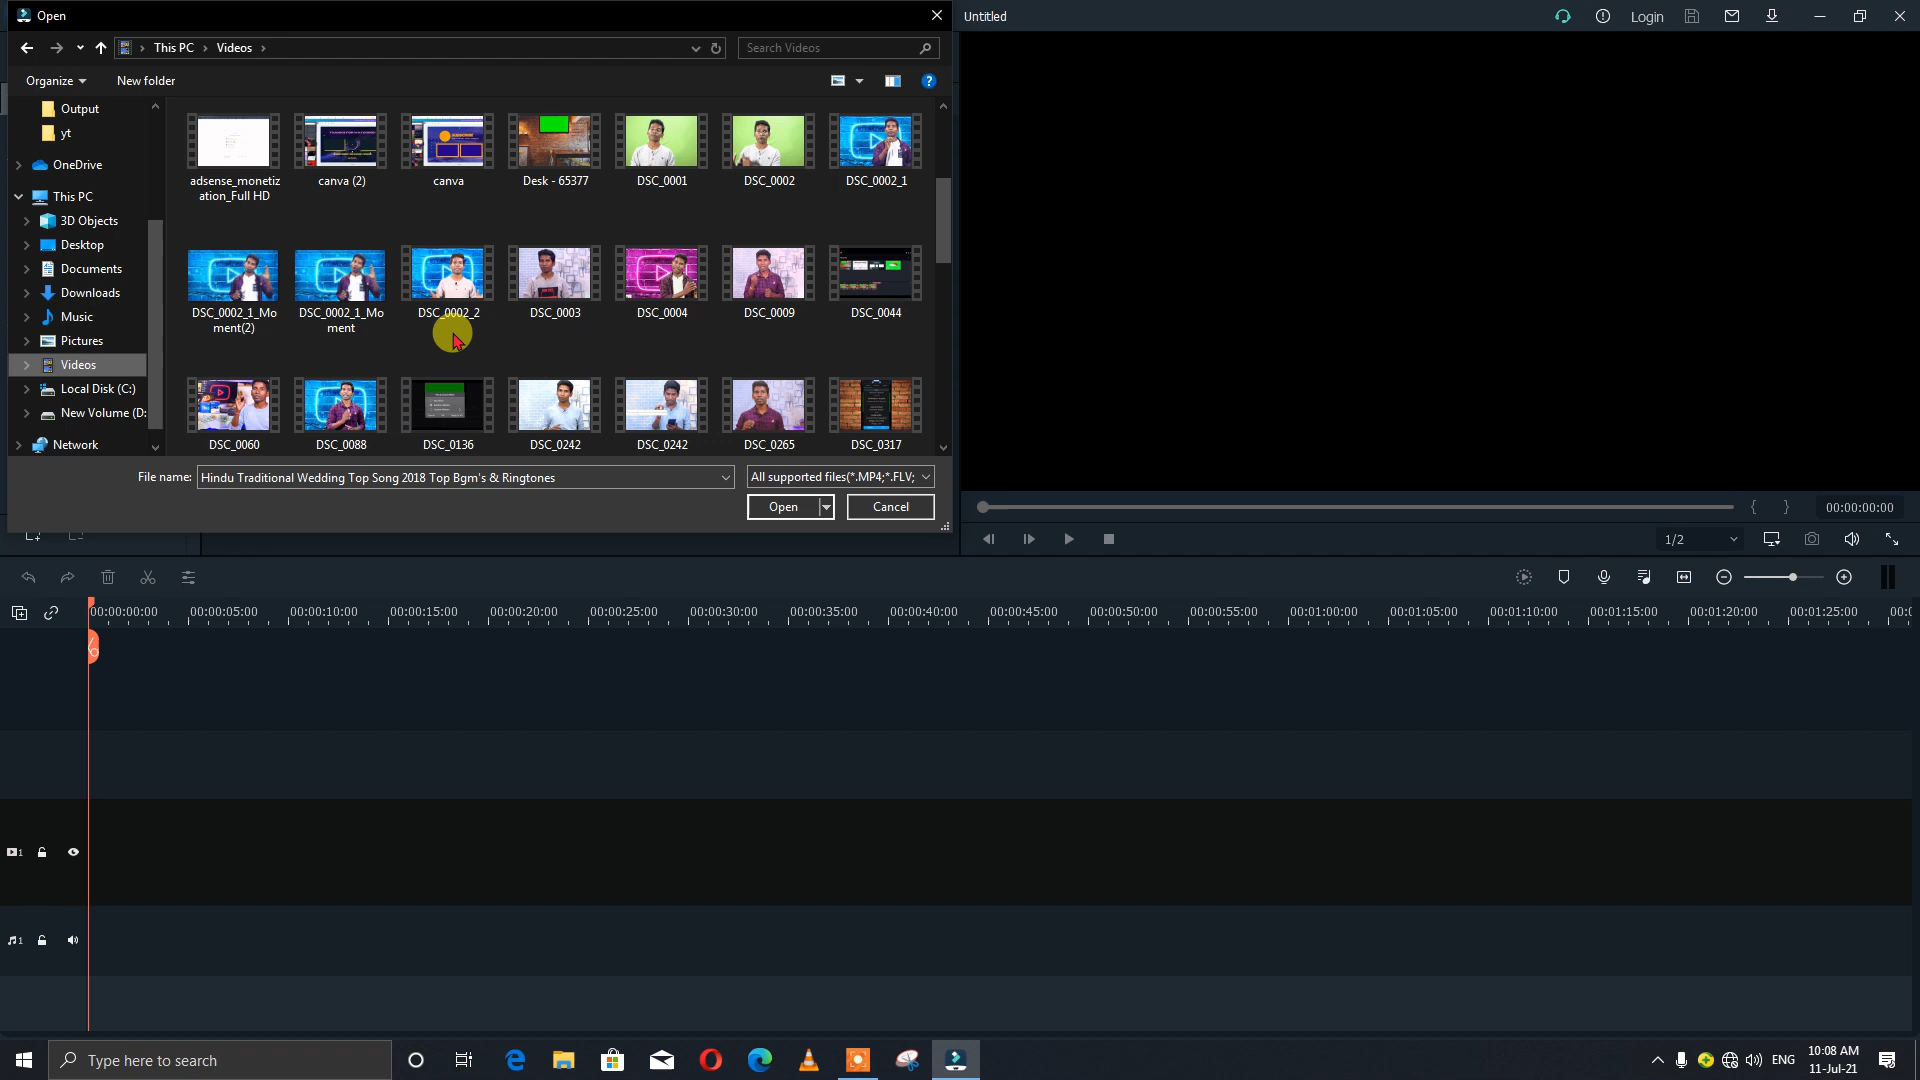 Open
Untitled
Login
This PC
Videos
Search Videos
Organize
New folder
Output
yt
OneDrive
This PC
3D Objects
Desktop
Documents
Downloads
Music
Pictures
Videos
Local Disk (C:)
New Volume (D:
Network
adsense_monetiz
ation_Full HD
canva (2)
canva
Desk - 65377
DSC_0001
DSC_0002
DSC_0002_1
DSC_0002_1_Mo
ment(2)
DSC_0002_1_Mo
ment
DSC_0002_2
DSC_0003
DSC_0004
DSC_0009
DSC_0044
DSC_0060
DSC_0088
DSC_0136
DSC_0242
DSC_0242
DSC_0265
DSC_0317
File name:
Hindu Traditional Wedding Top Song 2018 Top Bgm's & Ringtones
All supported files(*.MP4;*.FLV;
Open
Cancel
{ }
00:00:00:00
1/2
00:00:00:00 00:00:05:00 00:00:10:00 00:00:15:00 00:00:20:00 00:00:25:00 00:00:30:00 00:00:35:00 00:00:40:00 00:00:45:00 00:00:50:00 00:00:55:00 00:01:00:00 00:01:05:00 00:01:10:00 00:01:15:00 00:01:20:00 00:01:25:00
1
1
Type here to search
ENG
10:08 AM
11-Jul-21